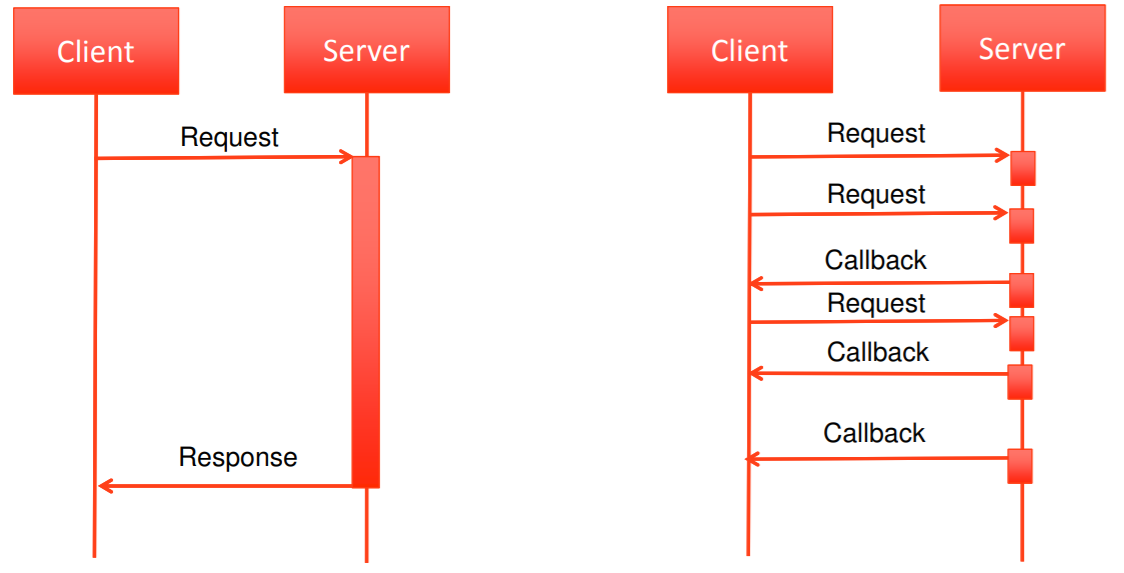 Client
Server
Request
Response
Client
Server
Request
Request
Callback
Request
Callback
Callback